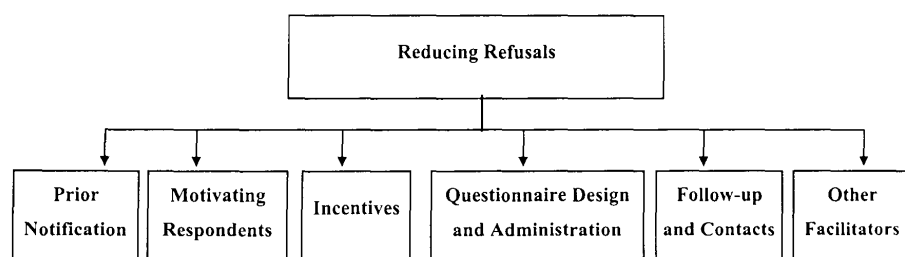 Reducing Refusals
Prior
Notification
Motivating
Respondents
Incentives
Questionnaire Design
and Administration
Follow-up
and Contacts
Other
Facilitators